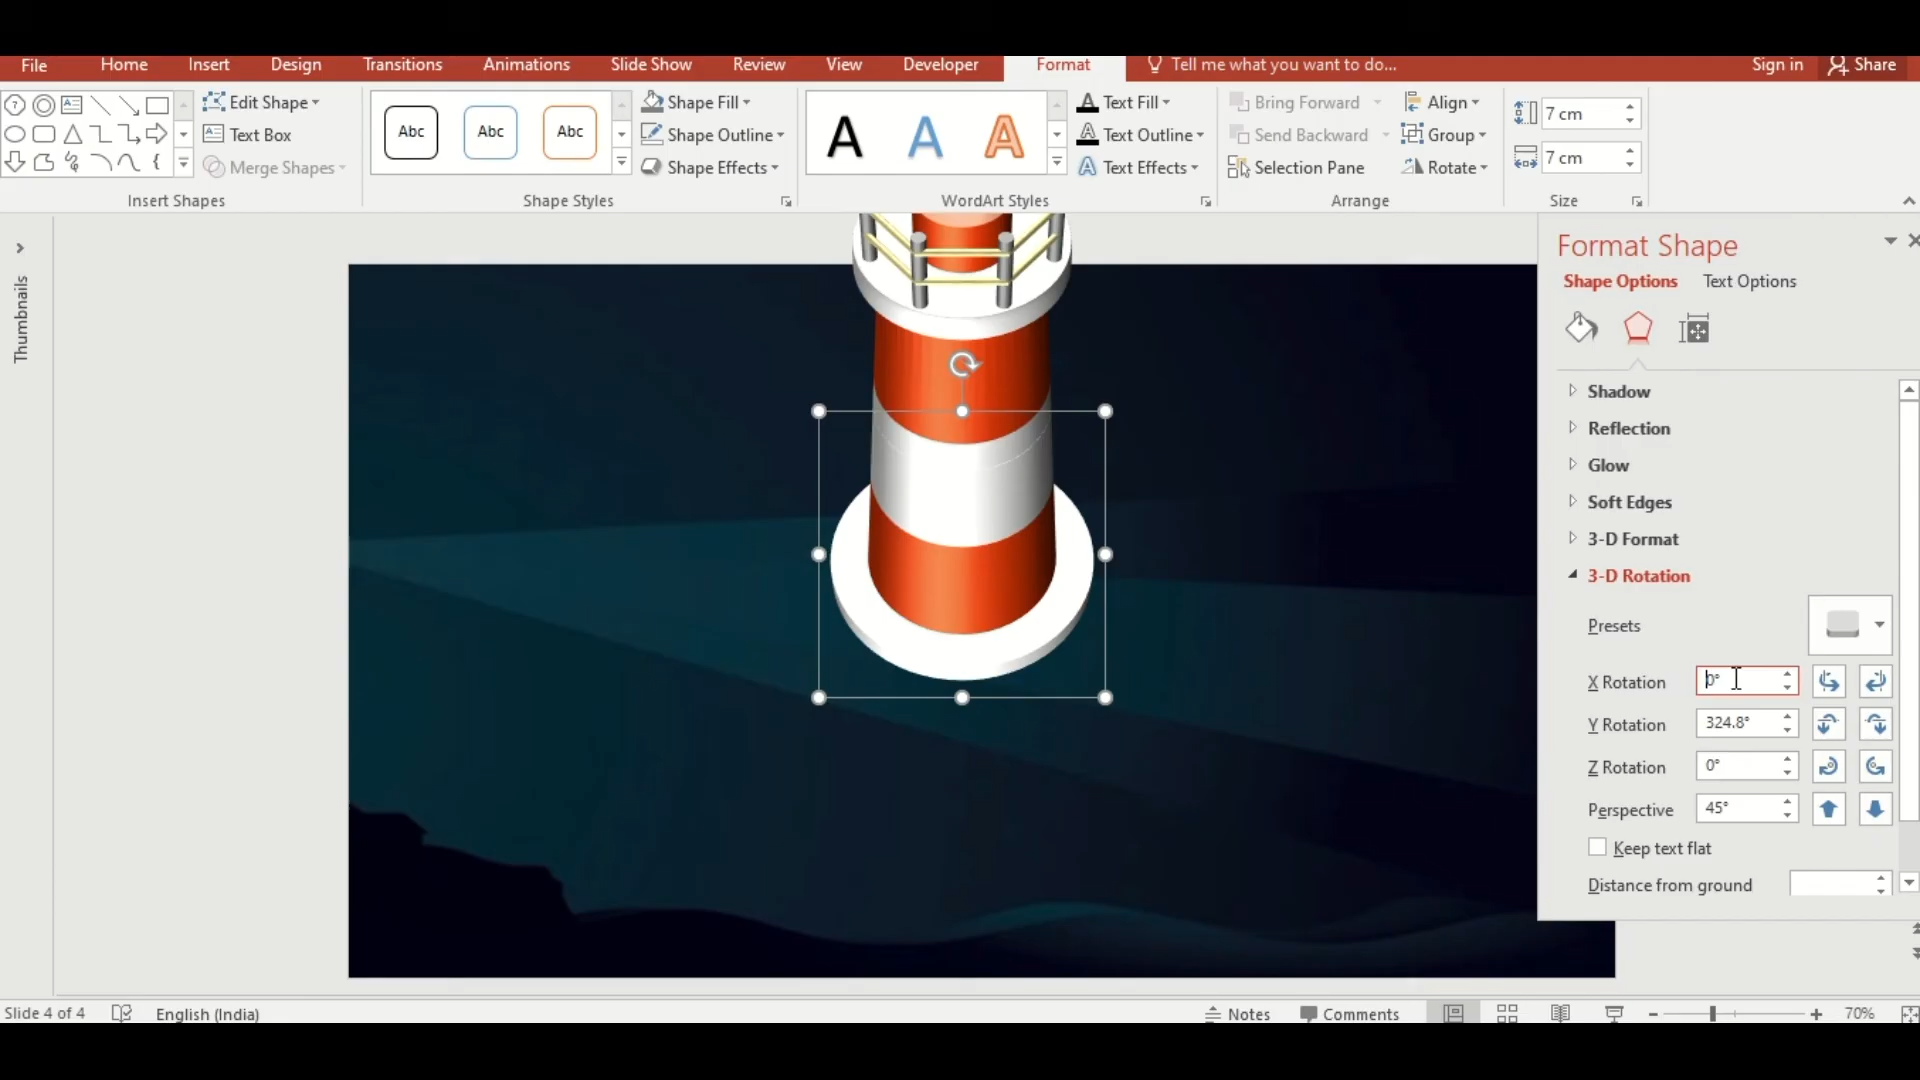 File Home Insert Design Transitions Animations Slide Show Review View Developer Format Tell me what you want to do... Sign in Share
Edit Shape
Text Box
Merge Shapes
Insert Shapes
Abc Abc Abc
Shape Fill
Shape Outline
Shape Effects
Shape Styles
A A A
Text Fill
Text Outline
Text Effects
WordArt Styles
Bring Forward
Send Backward
Selection Pane
Align
Group
Rotate
Arrange
7 cm
7 cm
Size
Thumbnails
Format Shape
Shape Options Text Options
Shadow
Reflection
Glow
Soft Edges
3-D Format
3-D Rotation
Presets
X Rotation 0°
Y Rotation 324.8°
Z Rotation 0°
Perspective 45°
Keep text flat
Distance from ground
Slide 4 of 4 English (India) Notes Comments 70%